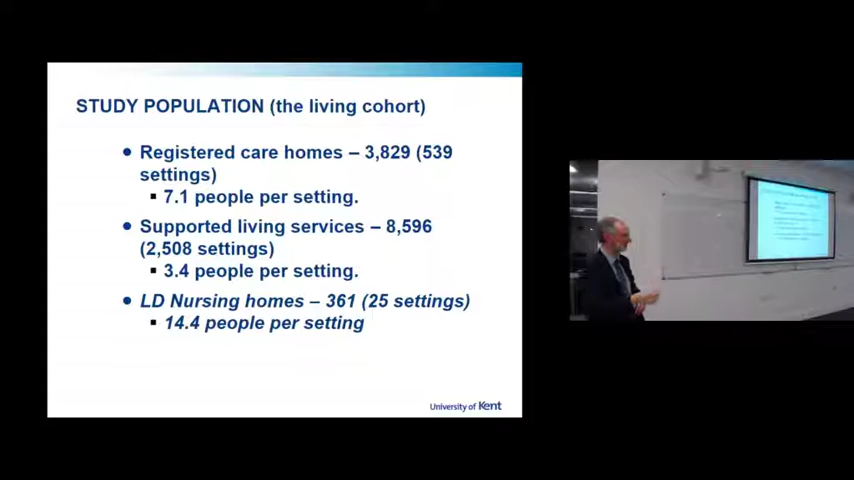 STUDY POPULATION (the living cohort)
• Registered care homes – 3,829 (539
settings)
▪ 7.1 people per setting.
• Supported living services – 8,596
(2,508 settings)
▪ 3.4 people per setting.
• LD Nursing homes – 361 (25 settings)
▪ 14.4 people per setting
University of Kent